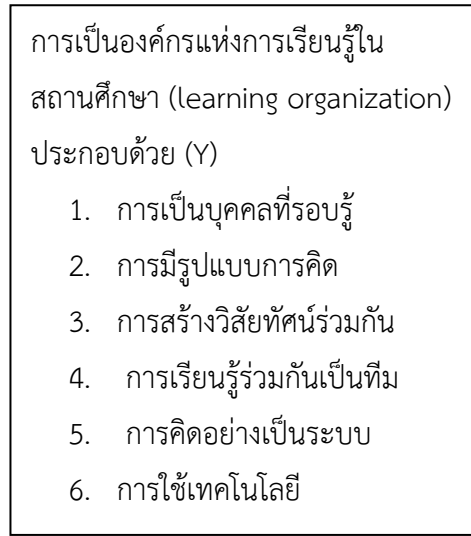 การเป็นองค์กรแห่งการเรียนรู้ใน
สถานศึกษา (learning organization)
ประกอบด้วย (Y)
1. การเป็นบุคคลที่รอบรู้
2. การมีรูปแบบการคิด
3. การสร้างวิสัยทัศน์ร่วมกัน
4. การเรียนรู้ร่วมกันเป็นทีม
5. การคิดอย่างเป็นระบบ
6. การใช้เทคโนโลยี